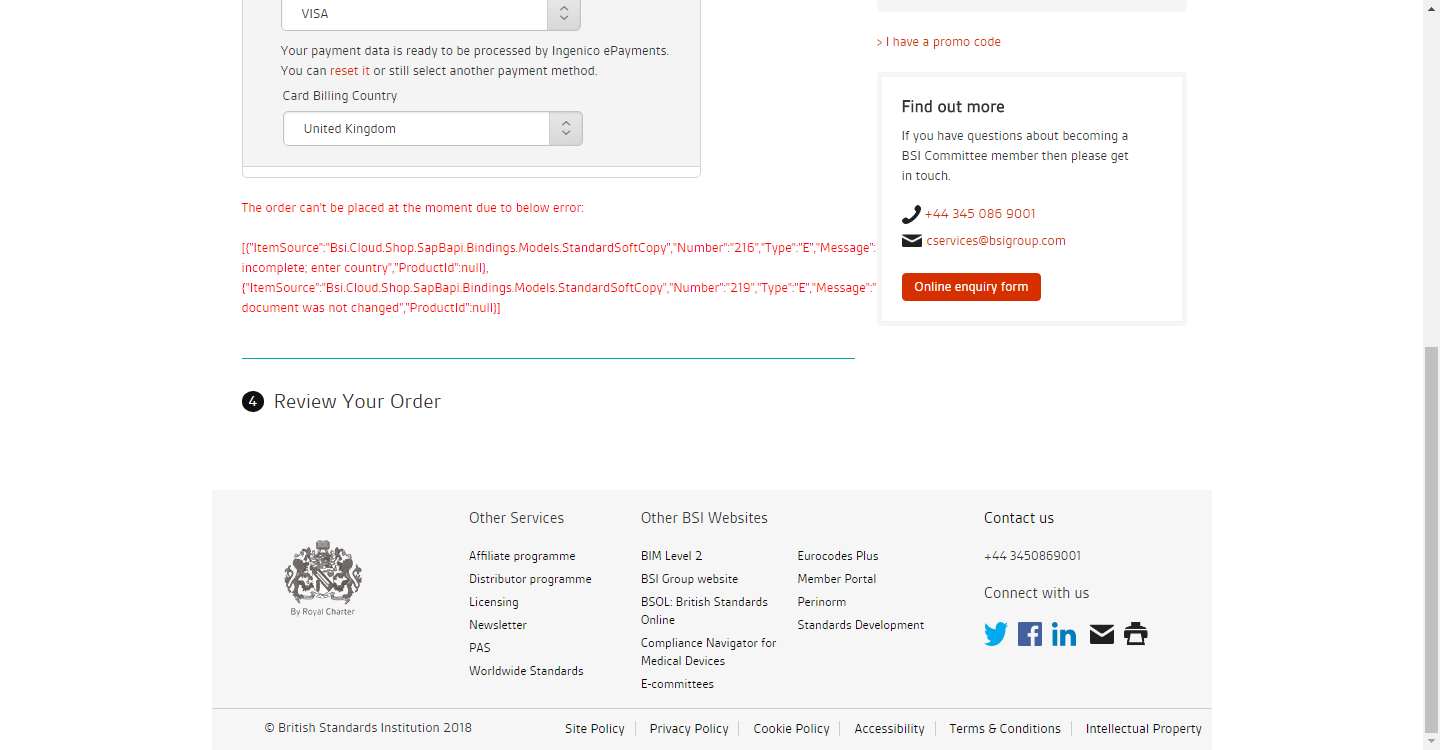 VISA
Your payment data is ready to be processed by Ingenico ePayments.
You can reset it or still select another payment method.
Card Billing Country
United Kingdom
The order can't be placed at the moment due to below error:
[{"ItemSource":"Bsi.Cloud.Shop.SapBapi.Bindings.Models.StandardSoftCopy","Number":"216","Type":"E","Message":"
incomplete; enter country","ProductId":null},
{"ItemSource":"Bsi.Cloud.Shop.SapBapi.Bindings.Models.StandardSoftCopy","Number":"219","Type":"E","Message":"
document was not changed","ProductId":null}]
4 Review Your Order
> I have a promo code
Find out more
If you have questions about becoming a
BSI Committee member then please get
in touch.
+44 345 086 9001
cservices@bsigroup.com
Online enquiry form
By Royal Charter
Other Services
Affiliate programme
Distributor programme
Licensing
Newsletter
PAS
Worldwide Standards
Other BSI Websites
BIM Level 2
BSI Group website
BSOL: British Standards
Online
Compliance Navigator for
Medical Devices
E-committees
Eurocodes Plus
Member Portal
Perinorm
Standards Development
Contact us
+44 3450869001
Connect with us
© British Standards Institution 2018
Site Policy
Privacy Policy
Cookie Policy
Accessibility
Terms & Conditions
Intellectual Property